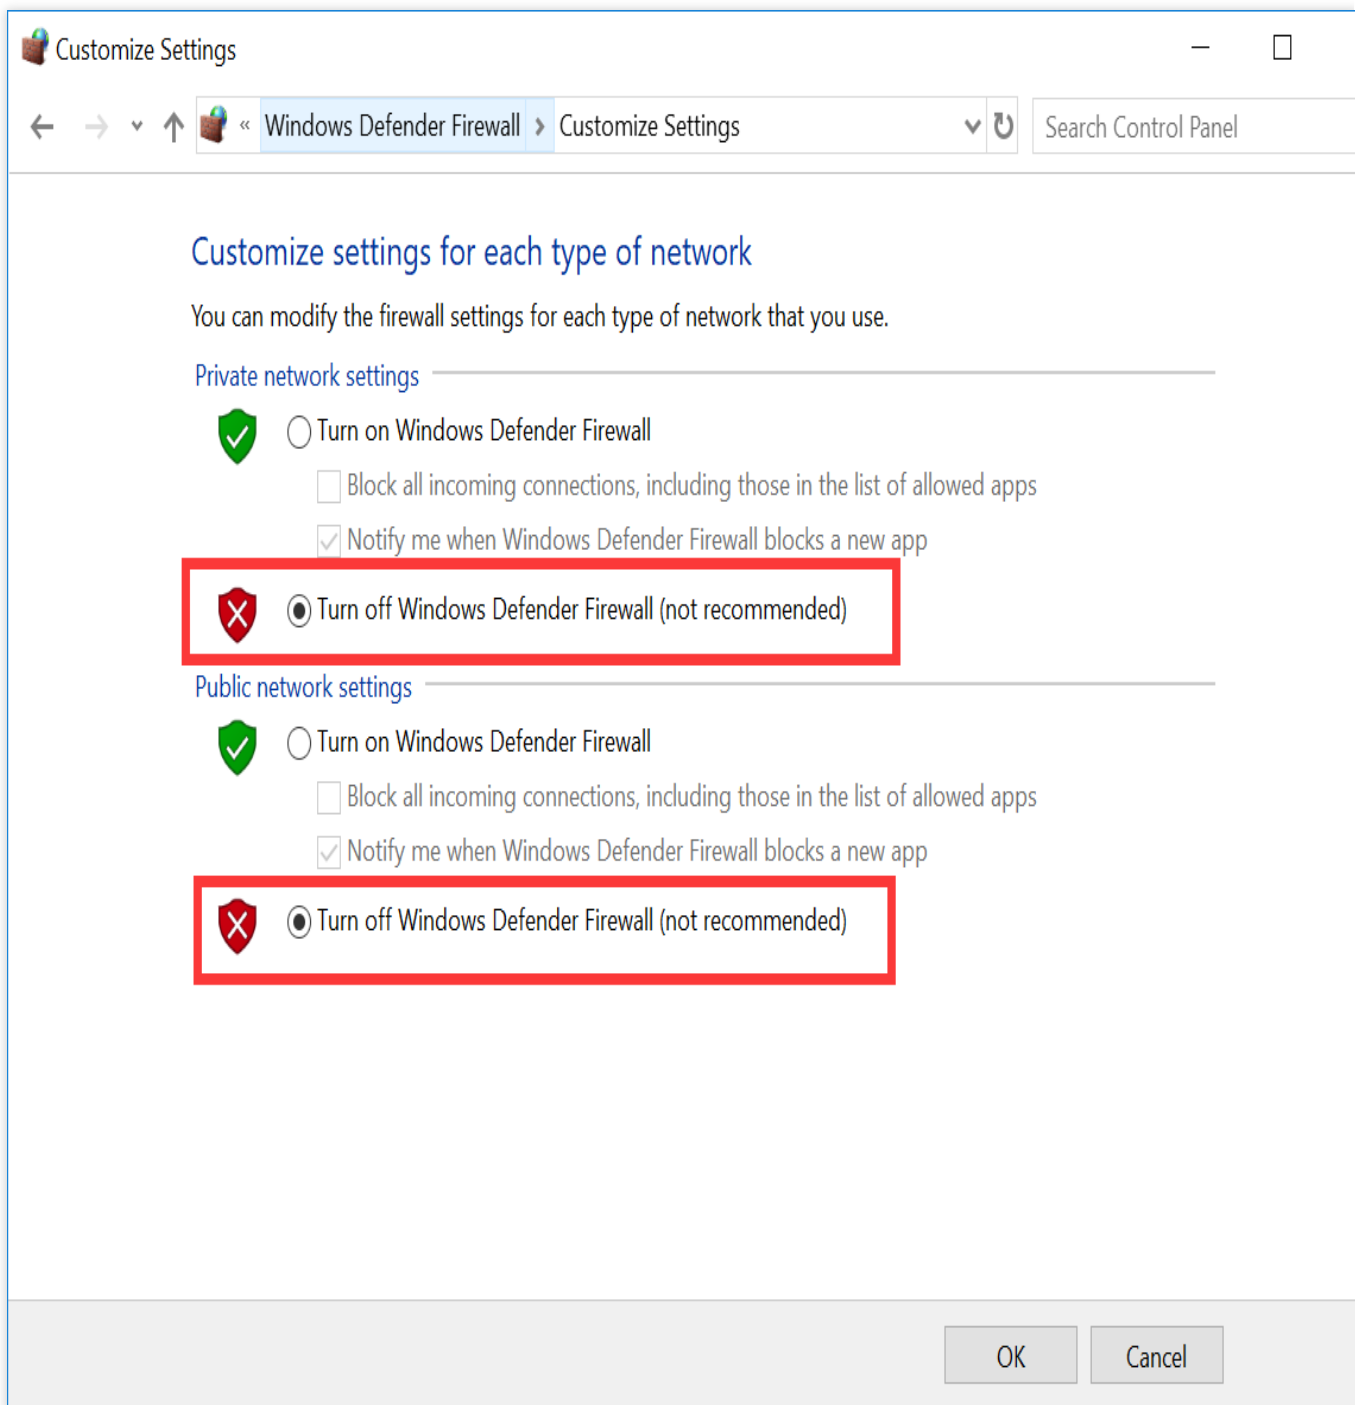 Customize Settings
« Windows Defender Firewall > Customize Settings
Search Control Panel
Customize settings for each type of network
You can modify the firewall settings for each type of network that you use.
Private network settings
Turn on Windows Defender Firewall
Block all incoming connections, including those in the list of allowed apps
Notify me when Windows Defender Firewall blocks a new app
Turn off Windows Defender Firewall (not recommended)
Public network settings
Turn on Windows Defender Firewall
Block all incoming connections, including those in the list of allowed apps
Notify me when Windows Defender Firewall blocks a new app
Turn off Windows Defender Firewall (not recommended)
OK
Cancel